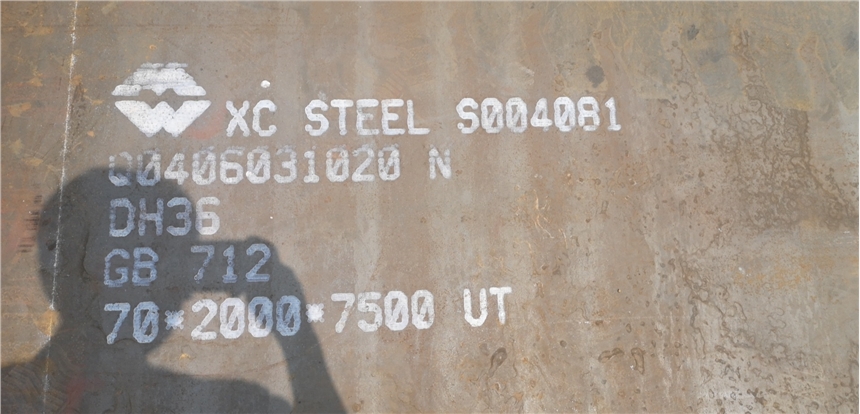 XC STEEL S004081
Q0406031020 N
DH36
GB 712
70*2000*7500 UT